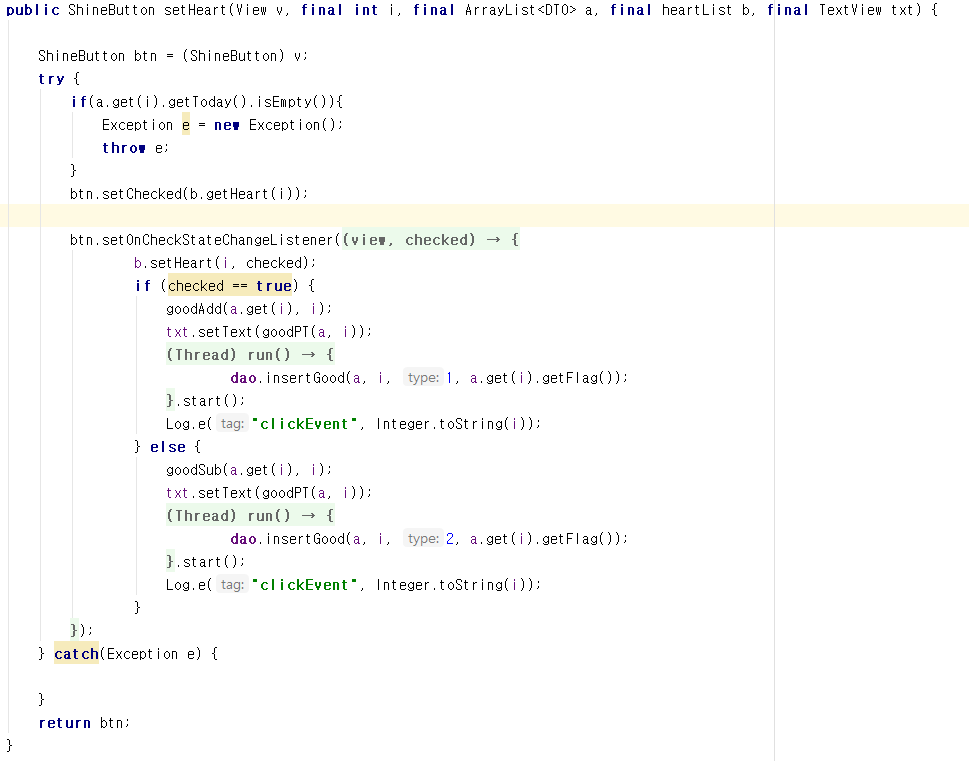 public ShineButton setHeart(View v, final int i, final ArrayList<DTO> a, final heartList b, final TextView txt) {
ShineButton btn = (ShineButton) v;
try {
if(a.get(i).getToday().isEmpty()){
Exception e = new Exception();
throw e;
}
btn.setChecked(b.getHeart(i));
btn.setOnCheckStateChangeListener((view, checked) → {
b.setHeart(i, checked);
if (checked == true) {
goodAdd(a.get(i), i);
txt.setText(goodPT(a, i));
(Thread) run() → {
dao.insertGood(a, i, type: 1, a.get(i).getFlag());
}.start();
Log.e( tag: "clickEvent", Integer.toString(i));
} else {
goodSub(a.get(i), i);
txt.setText(goodPT(a, i));
(Thread) run() → {
dao.insertGood(a, i, type: 2, a.get(i).getFlag());
}.start();
Log.e( tag: "clickEvent", Integer.toString(i));
}
});
} catch(Exception e) {
}
return btn;
}